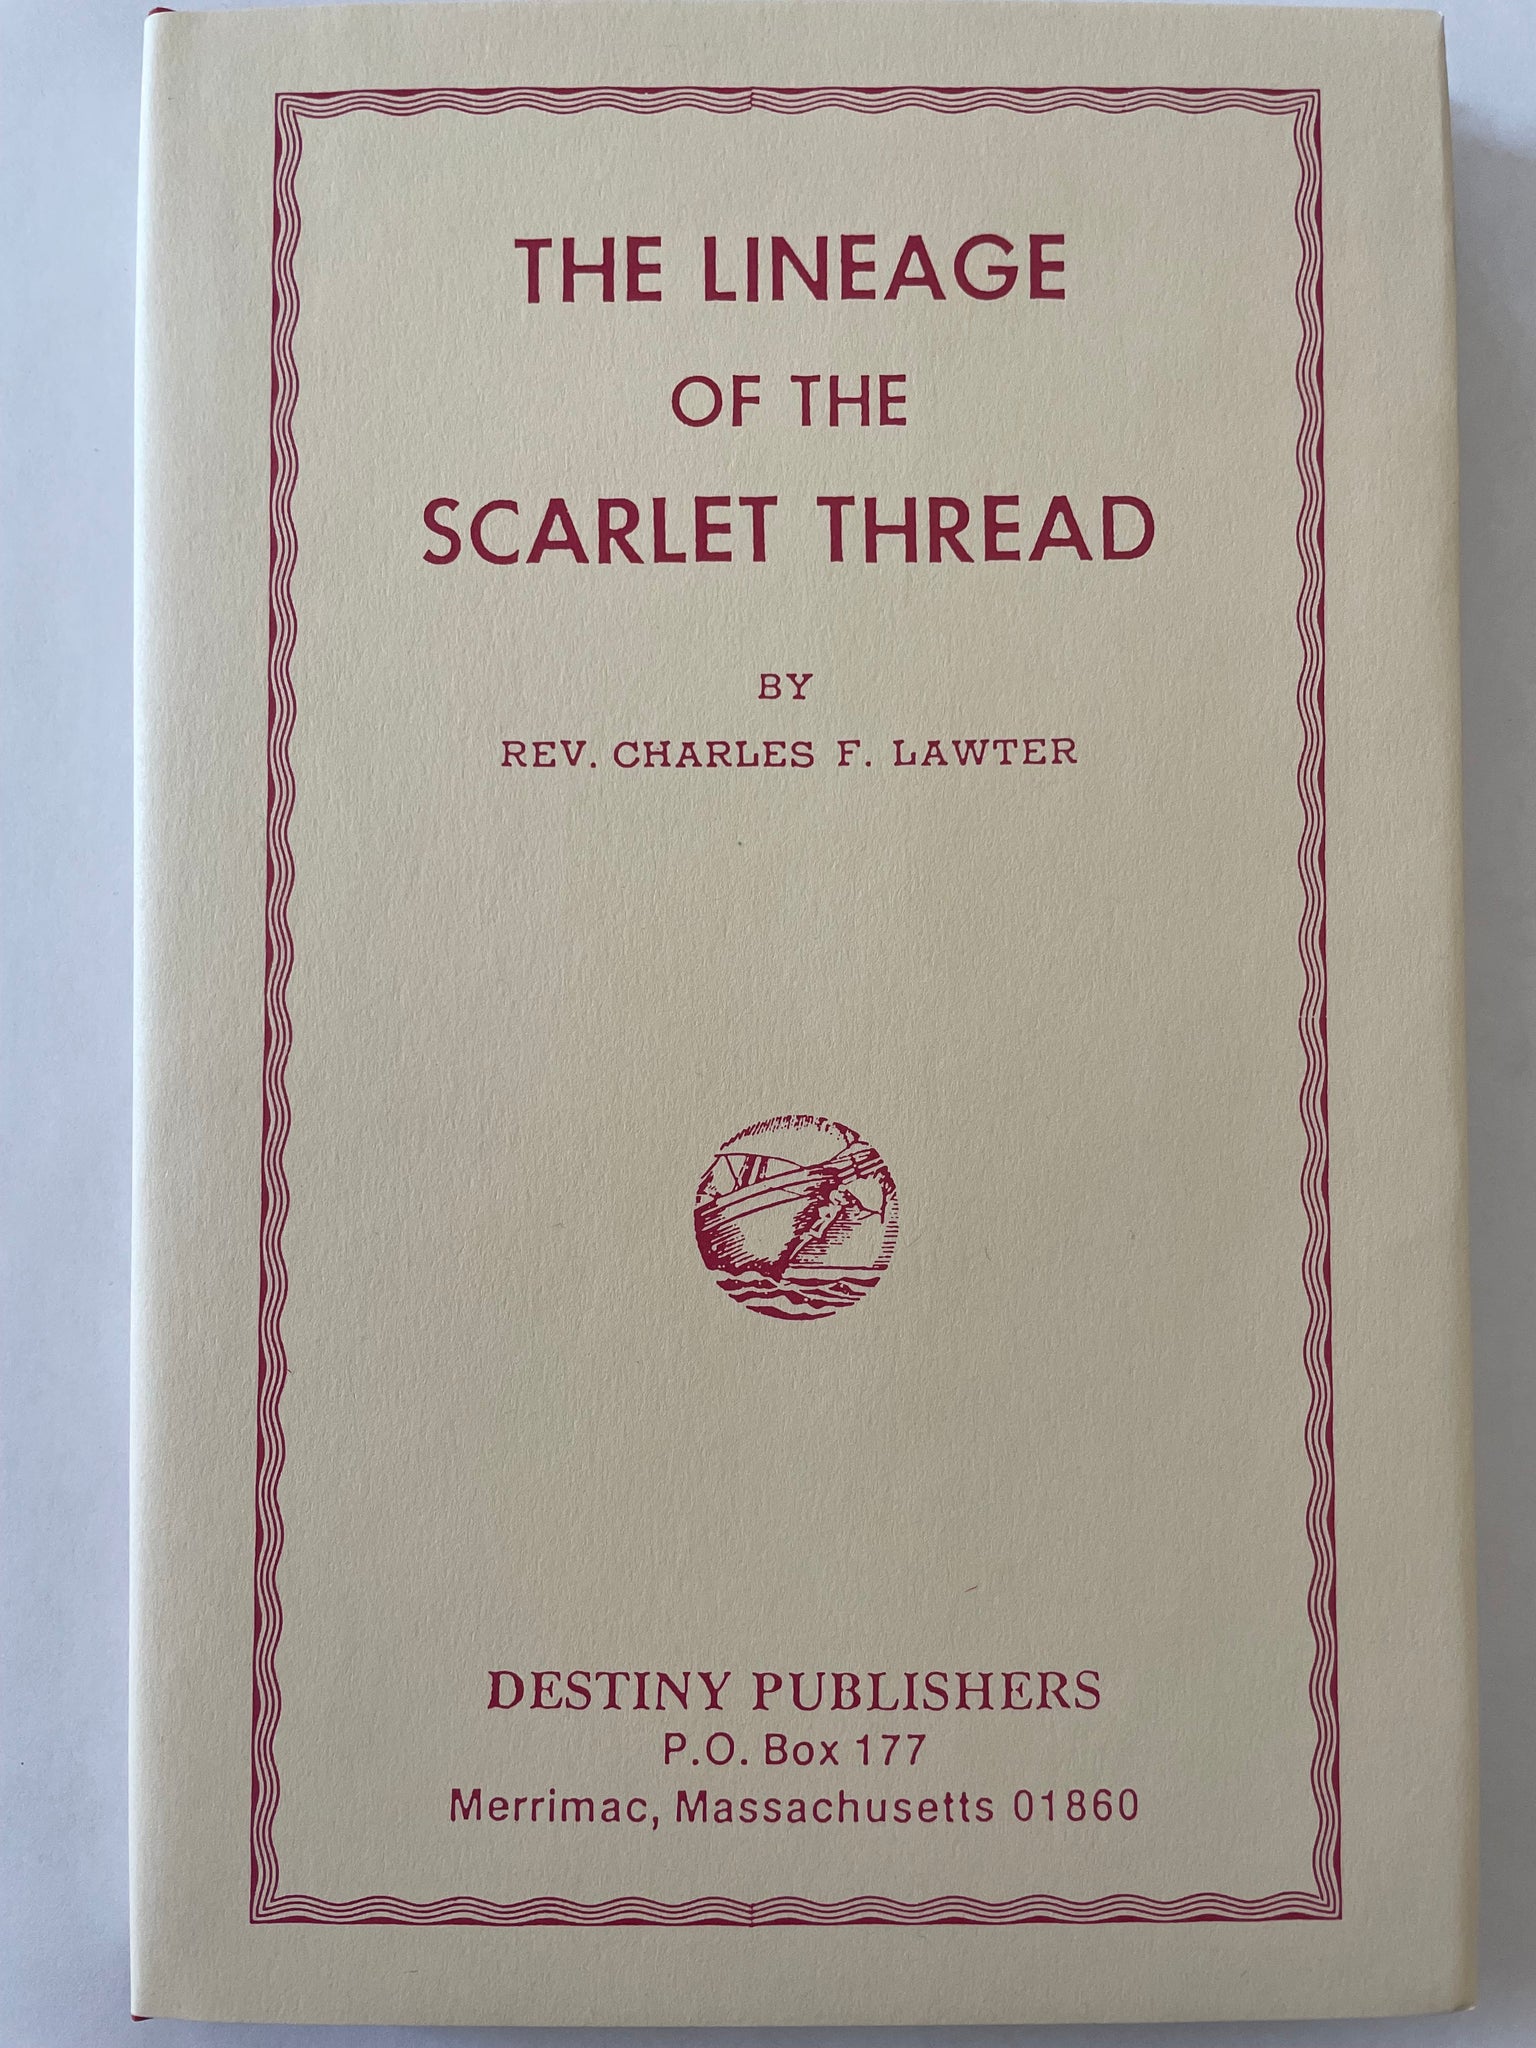 THE LINEAGE
OF THE
SCARLET THREAD
BY
REV. CHARLES F. LAWTER
DESTINY PUBLISHERS
P.O. Box 177
Merrimac, Massachusetts 01860